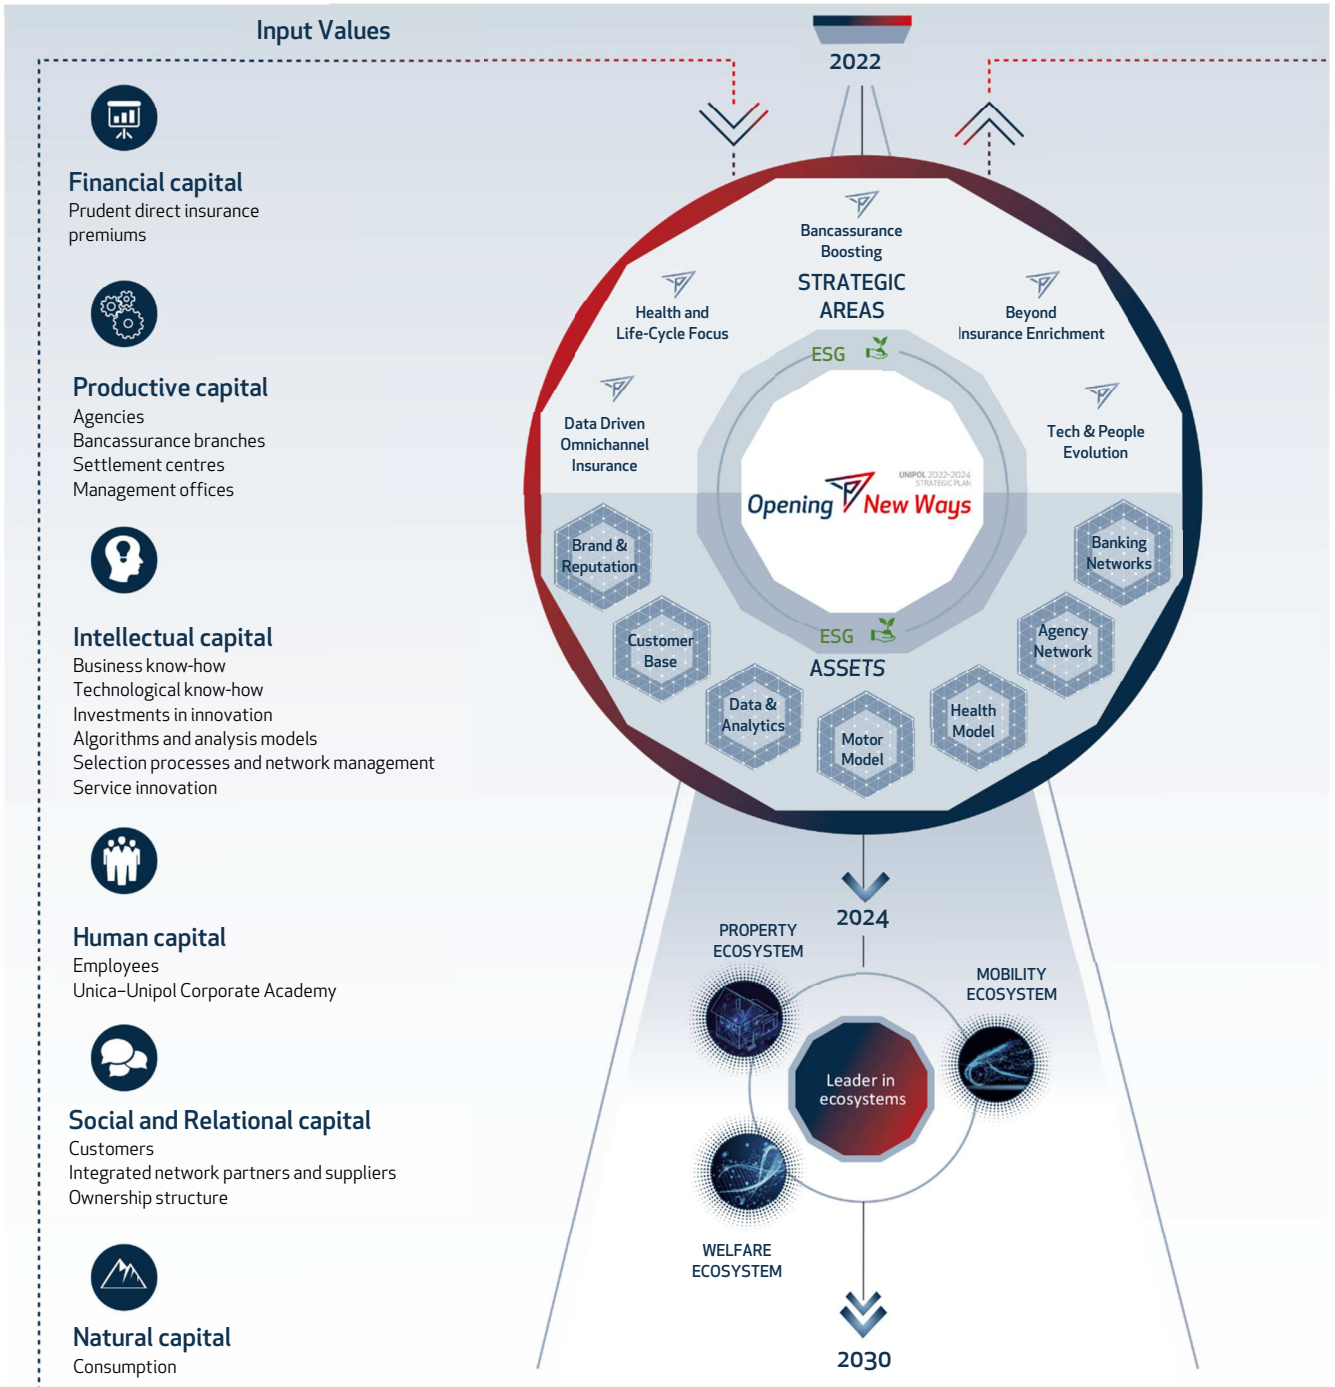 Input Values
Financial capital
Prudent direct insurance
premiums
Productive capital
Agencies
Bancassurance branches
Settlement centres
Management offices
Intellectual capital
Business know-how
Technological know-how
Investments in innovation
Algorithms and analysis models
Selection processes and network management
Service innovation
Human capital
Employees
Unica–Unipol Corporate Academy
Social and Relational capital
Customers
Integrated network partners and suppliers
Ownership structure
Natural capital
Consumption
2022
Bancassurance
Boosting
STRATEGIC
AREAS
Health and
Life-Cycle Focus
Beyond
Insurance Enrichment
ESG
Data Driven
Omnichannel
Insurance
Tech & People
Evolution
UNIPOL 2022-2024
STRATEGIC PLAN
Opening New Ways
Brand &
Reputation
Banking
Networks
Customer
Base
Agency
Network
ESG
ASSETS
Data &
Analytics
Health
Model
Motor
Model
2024
PROPERTY
ECOSYSTEM
MOBILITY
ECOSYSTEM
Leader in
ecosystems
WELFARE
ECOSYSTEM
2030